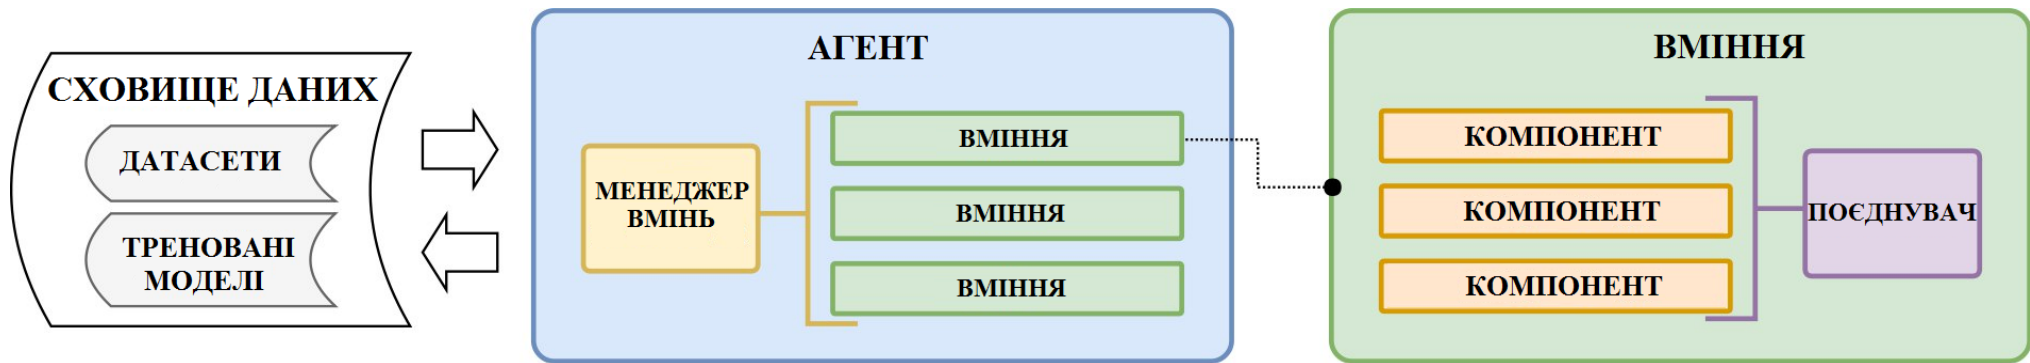 СХОВИЩЕ ДАНИХ
ДАТАСЕТИ
ТРЕНОВАНІ
МОДЕЛІ
АГЕНТ
МЕНЕДЖЕР
ВМІНЬ
ВМІННЯ
ВМІННЯ
ВМІННЯ
ВМІННЯ
КОМПОНЕНТ
КОМПОНЕНТ
КОМПОНЕНТ
ПОЄДНУВАЧ